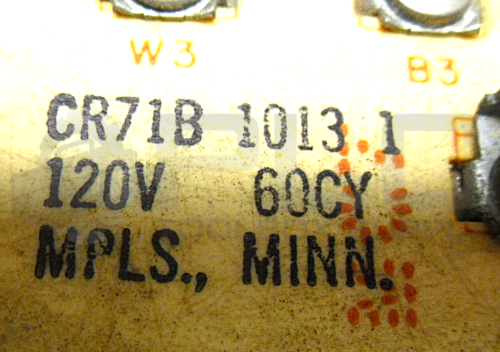 W3
B3
CR71B 1013 1
120V 60CY
MPLS., MINN.